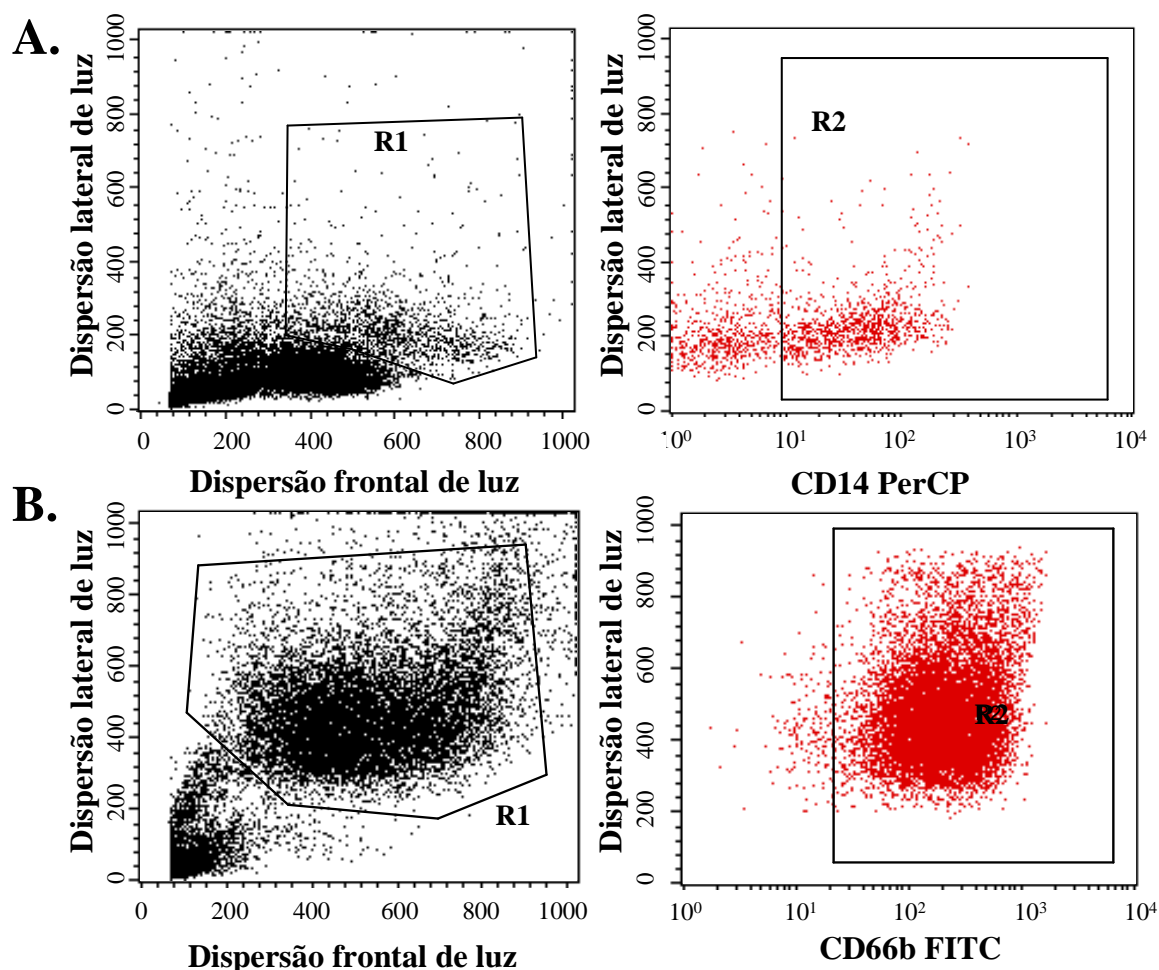 A.
Dispersão lateral de luz
1000
800
600
400
200
0
R1
0 200 400 600 800 1000
Dispersão frontal de luz
Dispersão lateral de luz
1000
800
600
400
200
0
R2
10⁰ 10¹ 10² 10³ 10⁴
CD14 PerCP
B.
Dispersão lateral de luz
1000
800
600
400
200
0
R1
0 200 400 600 800 1000
Dispersão frontal de luz
Dispersão lateral de luz
1000
800
600
400
200
0
R2
10⁰ 10¹ 10² 10³ 10⁴
CD66b FITC